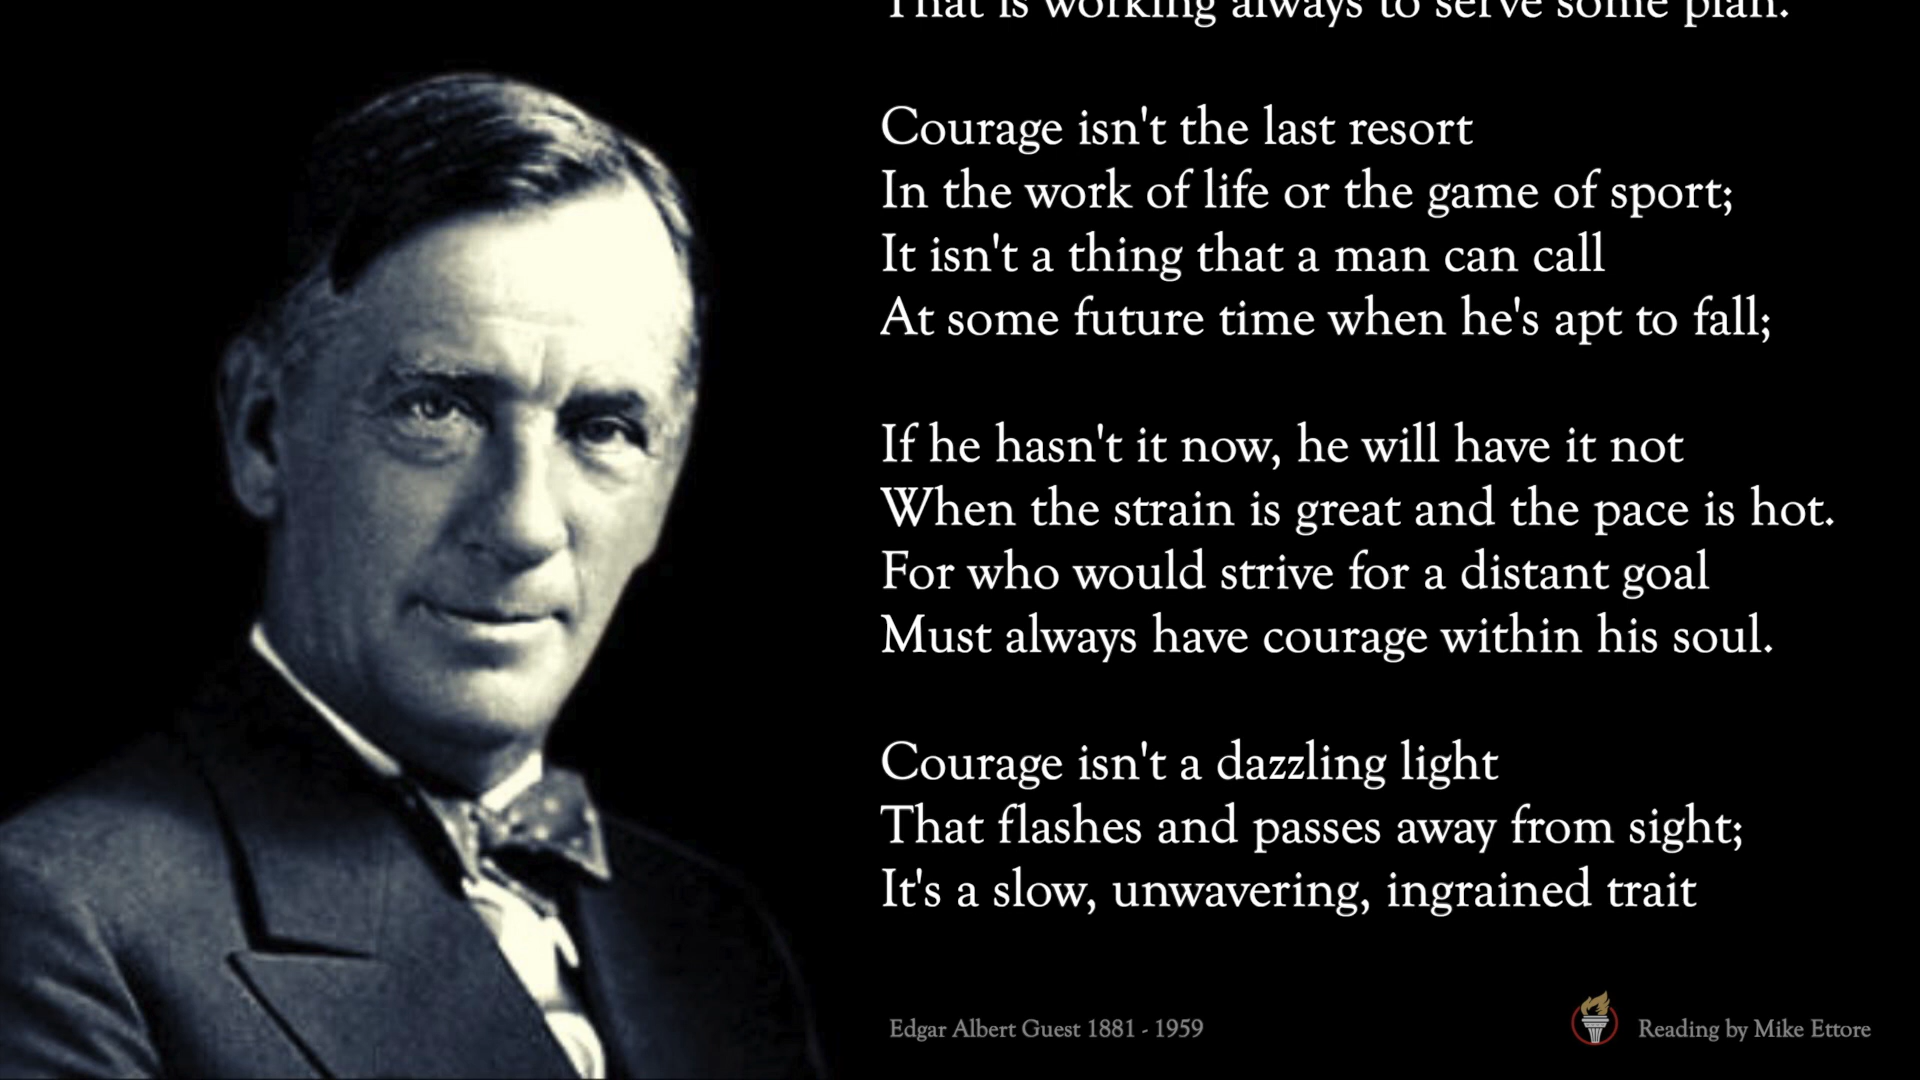 That is working always to serve some plan.
Courage isn't the last resort
In the work of life or the game of sport;
It isn't a thing that a man can call
At some future time when he's apt to fall;
If he hasn't it now, he will have it not
When the strain is great and the pace is hot.
For who would strive for a distant goal
Must always have courage within his soul.
Courage isn't a dazzling light
That flashes and passes away from sight;
It's a slow, unwavering, ingrained trait
Edgar Albert Guest 1881 - 1959
Reading by Mike Ettore